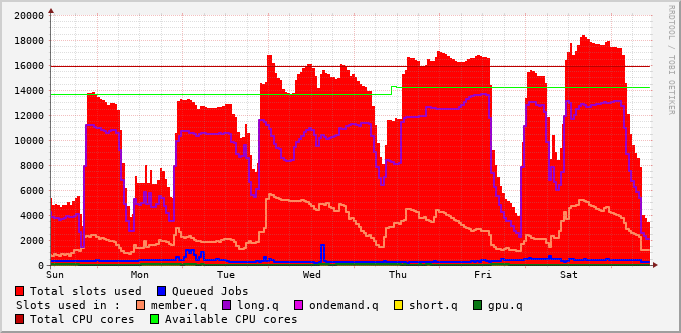 20000
18000
16000
14000
12000
10000
8000
6000
4000
2000
0
Sun Mon Tue Wed Thu Fri Sat
Total slots used Queued Jobs
Slots used in : member.q long.q ondemand.q short.q gpu.q
Total CPU cores
Available CPU cores
RRDTOOL / TOBI OETIKER